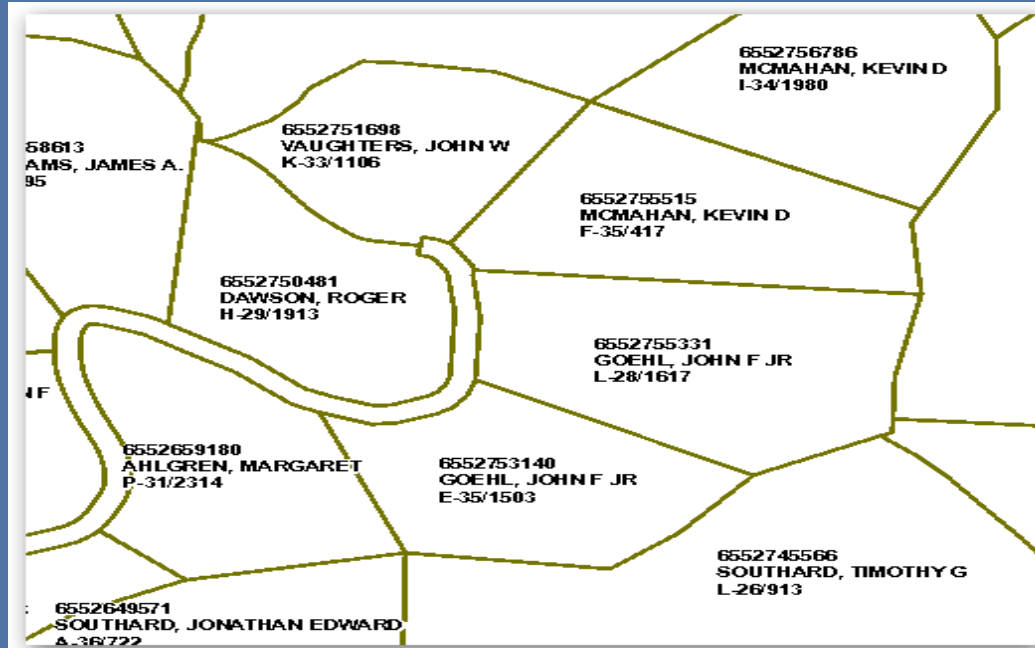 6552756786
MCMAHAN, KEVIN D
I-34/1980
6552751698
VAUGHTERS, JOHN W
K-33/1106
58613
AMS, JAMES A.
95
6552755515
MCMAHAN, KEVIN D
F-35/417
6552750481
DAWSON, ROGER
H-29/1913
6552755331
GOEHL, JOHN F JR
L-28/1617
N F
6552659180
AHLGREN, MARGARET
P-31/2314
6552753140
GOEHL, JOHN F JR
E-35/1503
6552745566
SOUTHARD, TIMOTHY G
L-26/913
6552649571
SOUTHARD, JONATHAN EDWARD
A-36/722